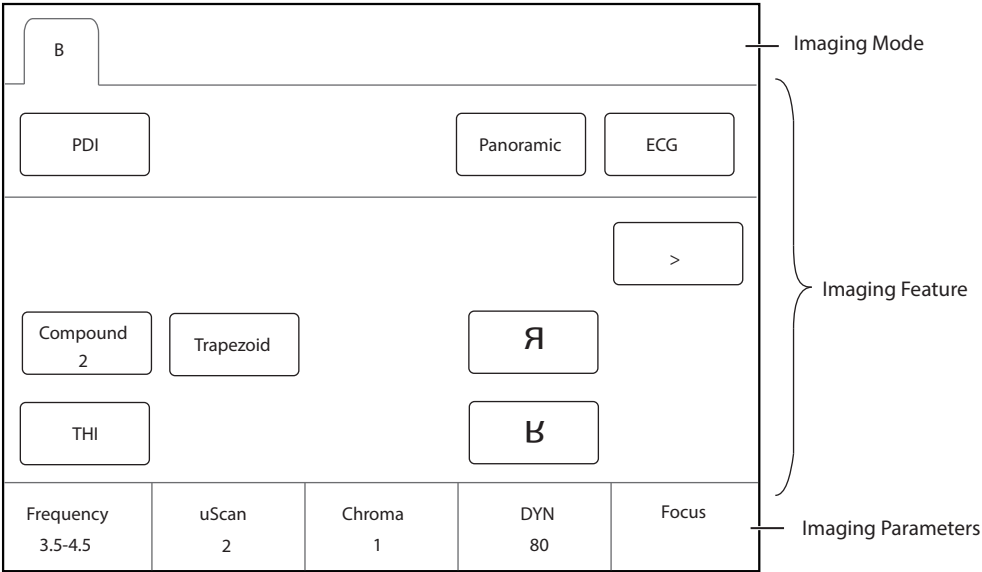 B
Imaging Mode
PDI
Panoramic
ECG
>
Imaging Feature
Compound
2
Trapezoid
Я
THI
ʁ
Frequency
3.5-4.5
uScan
2
Chroma
1
DYN
80
Focus
Imaging Parameters